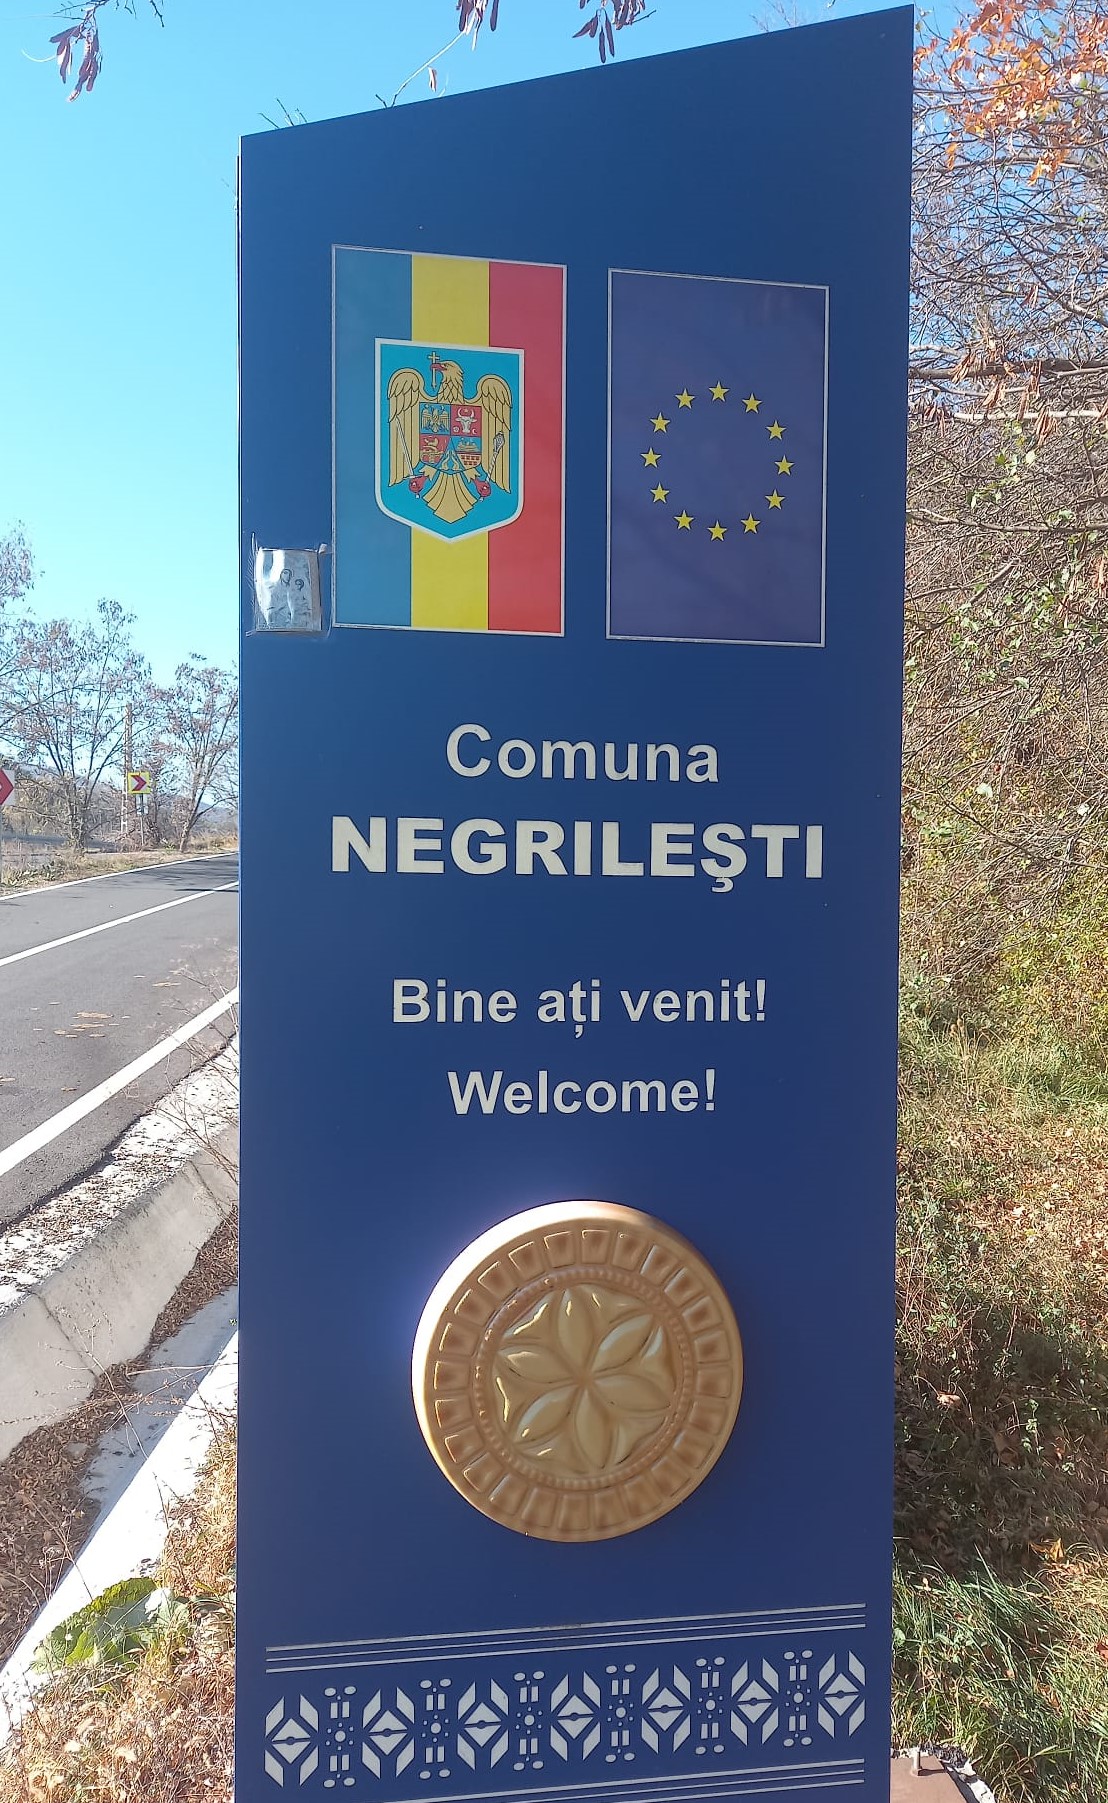 Comuna
NEGRILEŞTI
Bine ați venit!
Welcome!